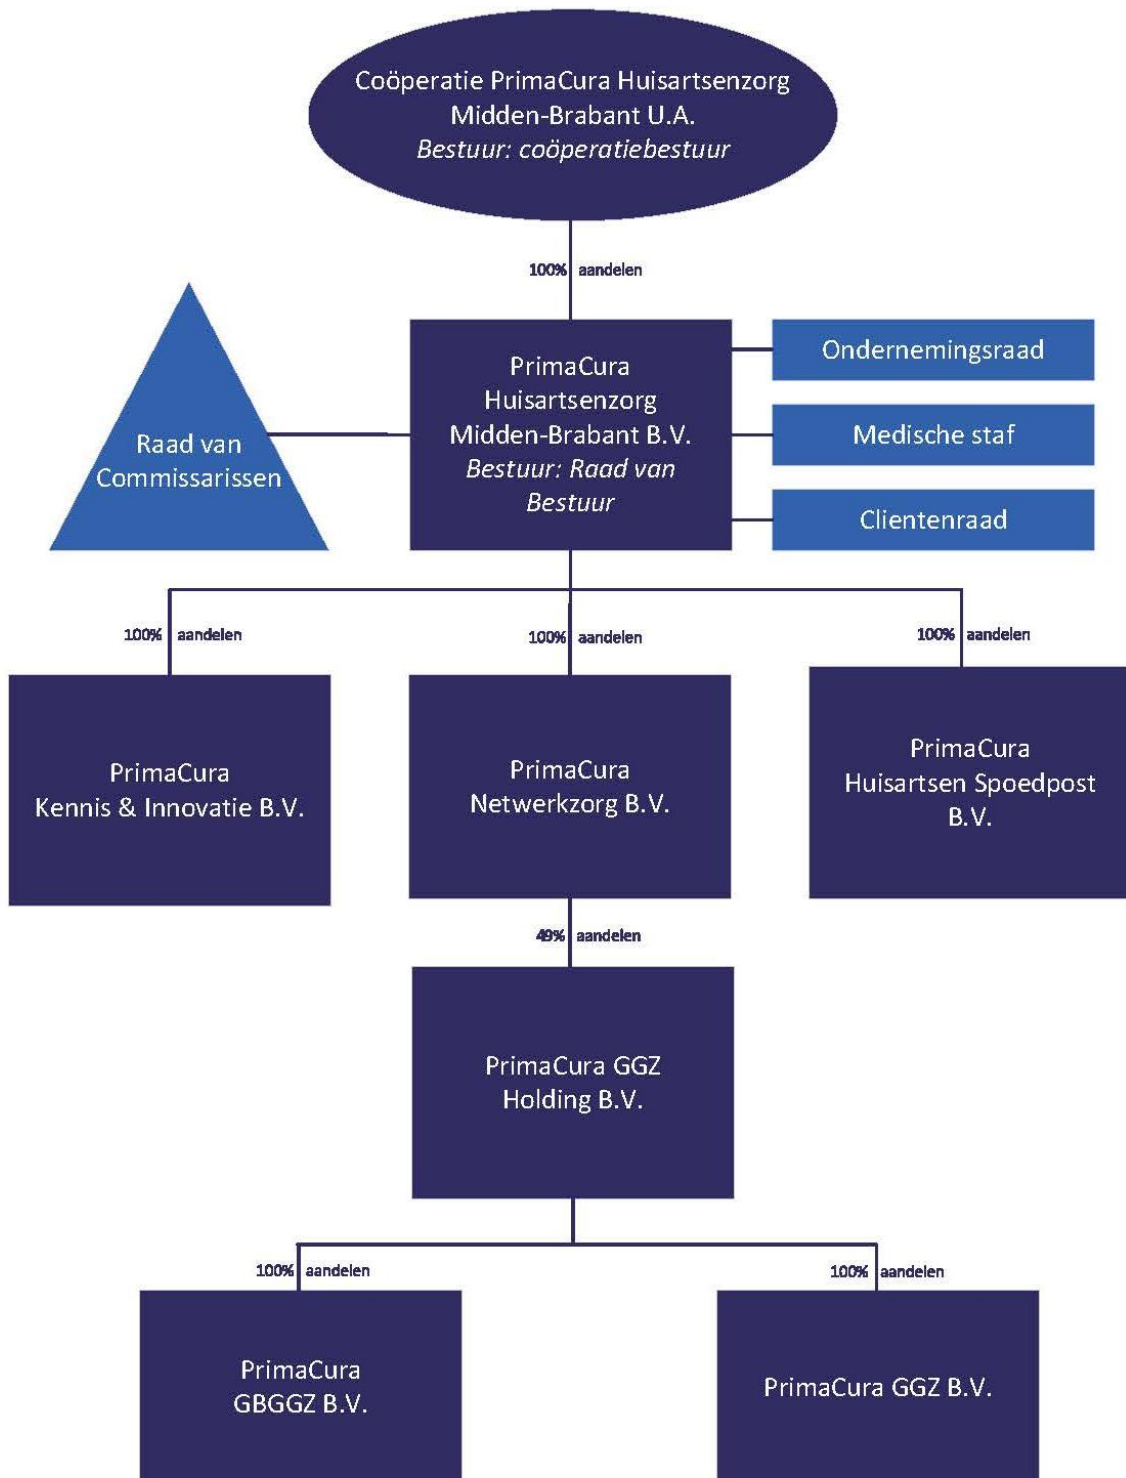 Coöperatie PrimaCura Huisartsenzorg
Midden-Brabant U.A.
Bestuur: coöperatiebestuur
100% aandelen
Raad van
Commissarissen
PrimaCura
Huisartsenzorg
Midden-Brabant B.V.
Bestuur: Raad van
Bestuur
Ondernemingsraad
Medische staf
Clientenraad
100% aandelen
100% aandelen
100% aandelen
PrimaCura
Kennis & Innovatie B.V.
PrimaCura
Netwerkzorg B.V.
PrimaCura
Huisartsen Spoedpost
B.V.
49% aandelen
PrimaCura GGZ
Holding B.V.
100% aandelen
100% aandelen
PrimaCura
GBGGZ B.V.
PrimaCura GGZ B.V.